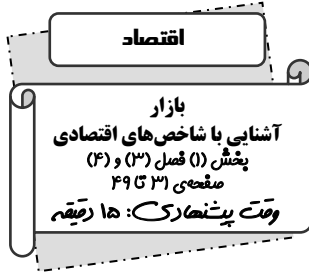 اقتصاد
بازار
آشنایی با شاخص‌های اقتصادی
بخش (۱) فصل (۳) و (۴)
صفحه‌ی ۳۱ تا ۴۹
وقت پیشنهادی: ۱۵ دقیقه